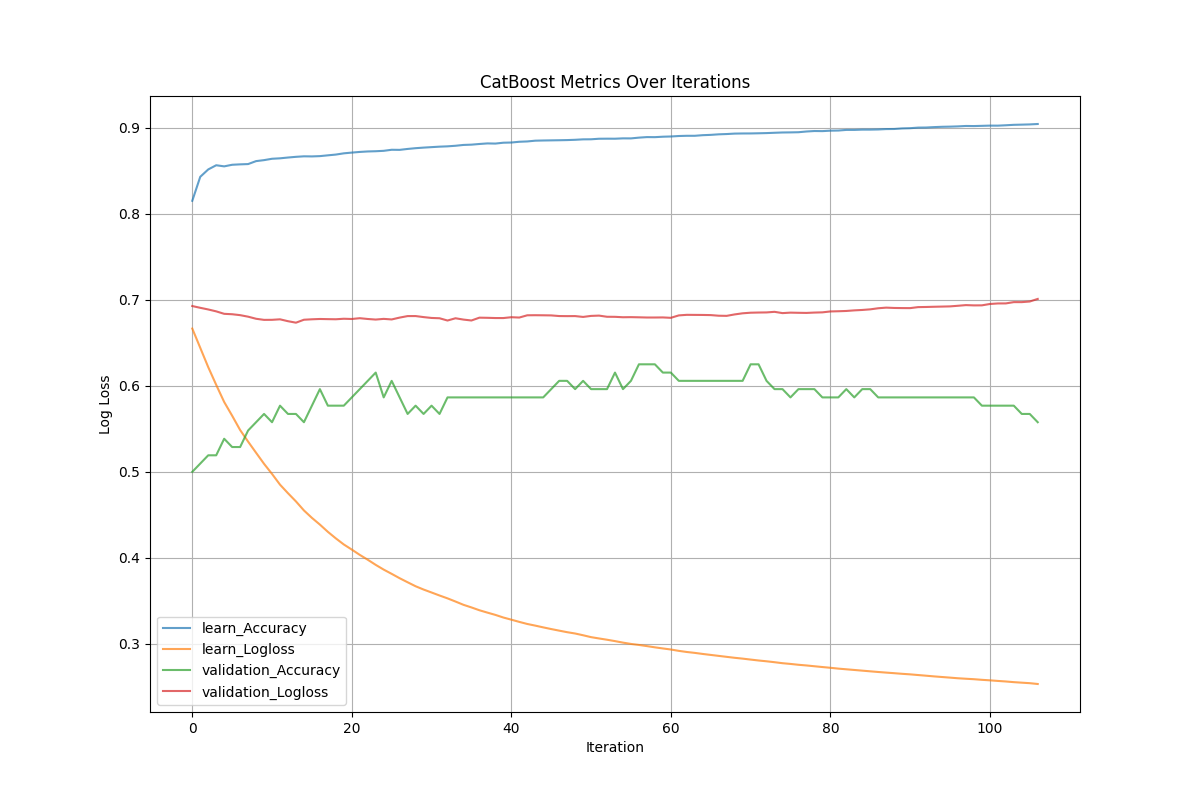 CatBoost Metrics Over Iterations
0.9
0.8
0.7
0.6
0.5
0.4
0.3
Log Loss
learn_Accuracy
learn_Logloss
validation_Accuracy
validation_Logloss
0 20 40 60 80 100
Iteration